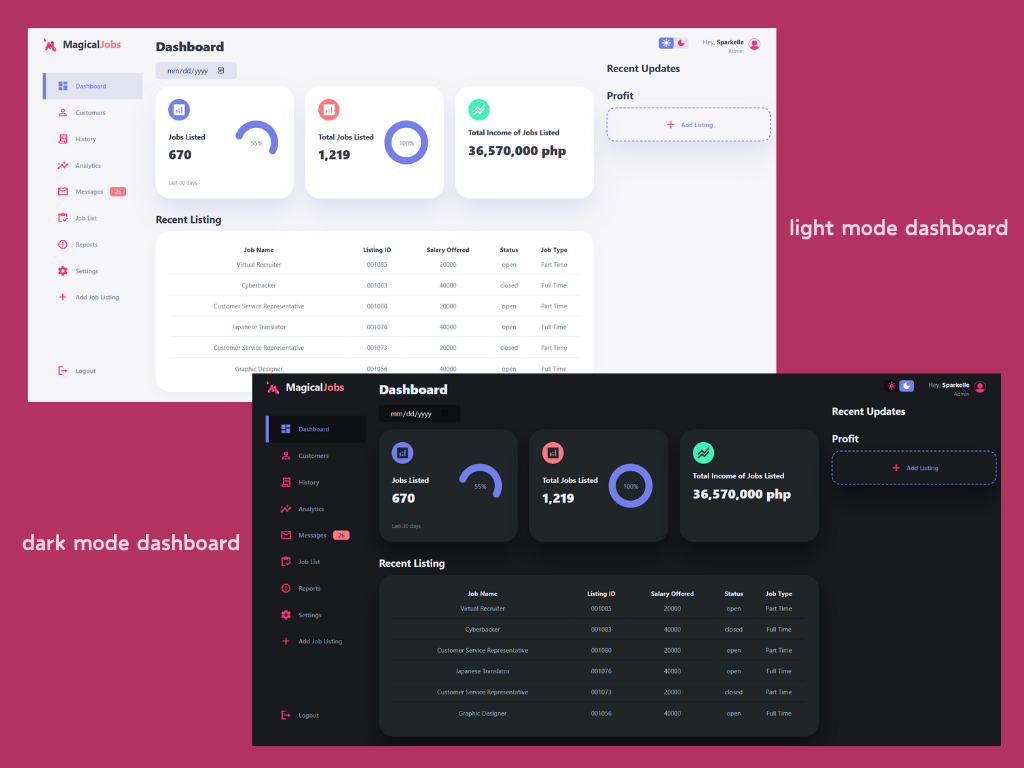 MagicalJobs
Dashboard
Hey, Sparkelle
Admin
mm/dd/yyyy
Recent Updates
Profit
Add Listing
Dashboard
Customers
History
Analytics
Messages 26
Job List
Reports
Settings
Add Job Listing
Logout
Jobs Listed
670
55%
Last 30 days
Total Jobs Listed
1,219
100%
Total Income of Jobs Listed
36,570,000 php
Recent Listing
Job Name Listing ID Salary Offered Status Job Type
Virtual Recruiter 001085 20000 open Part Time
Cyberbacker 001083 40000 closed Full Time
Customer Service Representative 001080 20000 open Part Time
Japanese Translator 001076 40000 open Full Time
Customer Service Representative 001073 20000 closed Part Time
Graphic Designer 001056 40000 open Full Time
light mode dashboard
dark mode dashboard
MagicalJobs
Dashboard
Hey, Sparkelle
Admin
mm/dd/yyyy
Recent Updates
Profit
Add Listing
Dashboard
Customers
History
Analytics
Messages 26
Job List
Reports
Settings
Add Job Listing
Logout
Jobs Listed
670
55%
Last 30 days
Total Jobs Listed
1,219
100%
Total Income of Jobs Listed
36,570,000 php
Recent Listing
Job Name Listing ID Salary Offered Status Job Type
Virtual Recruiter 001085 20000 open Part Time
Cyberbacker 001083 40000 closed Full Time
Customer Service Representative 001080 20000 open Part Time
Japanese Translator 001076 40000 open Full Time
Customer Service Representative 001073 20000 closed Part Time
Graphic Designer 001056 40000 open Full Time